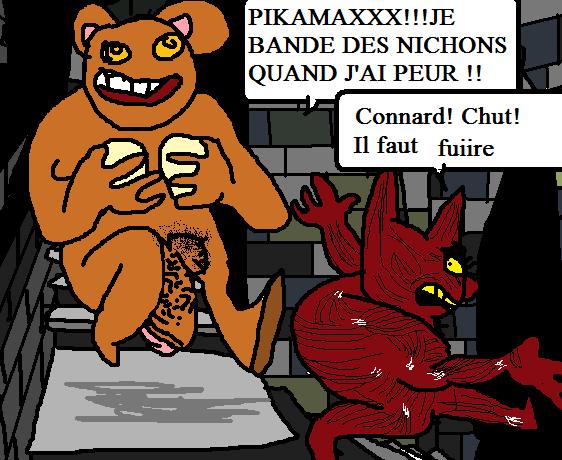 PIKAMAXXX!!!JE
BANDE DES NICHONS
QUAND J'AI PEUR !!
Connard! Chut!
Il faut fuiire